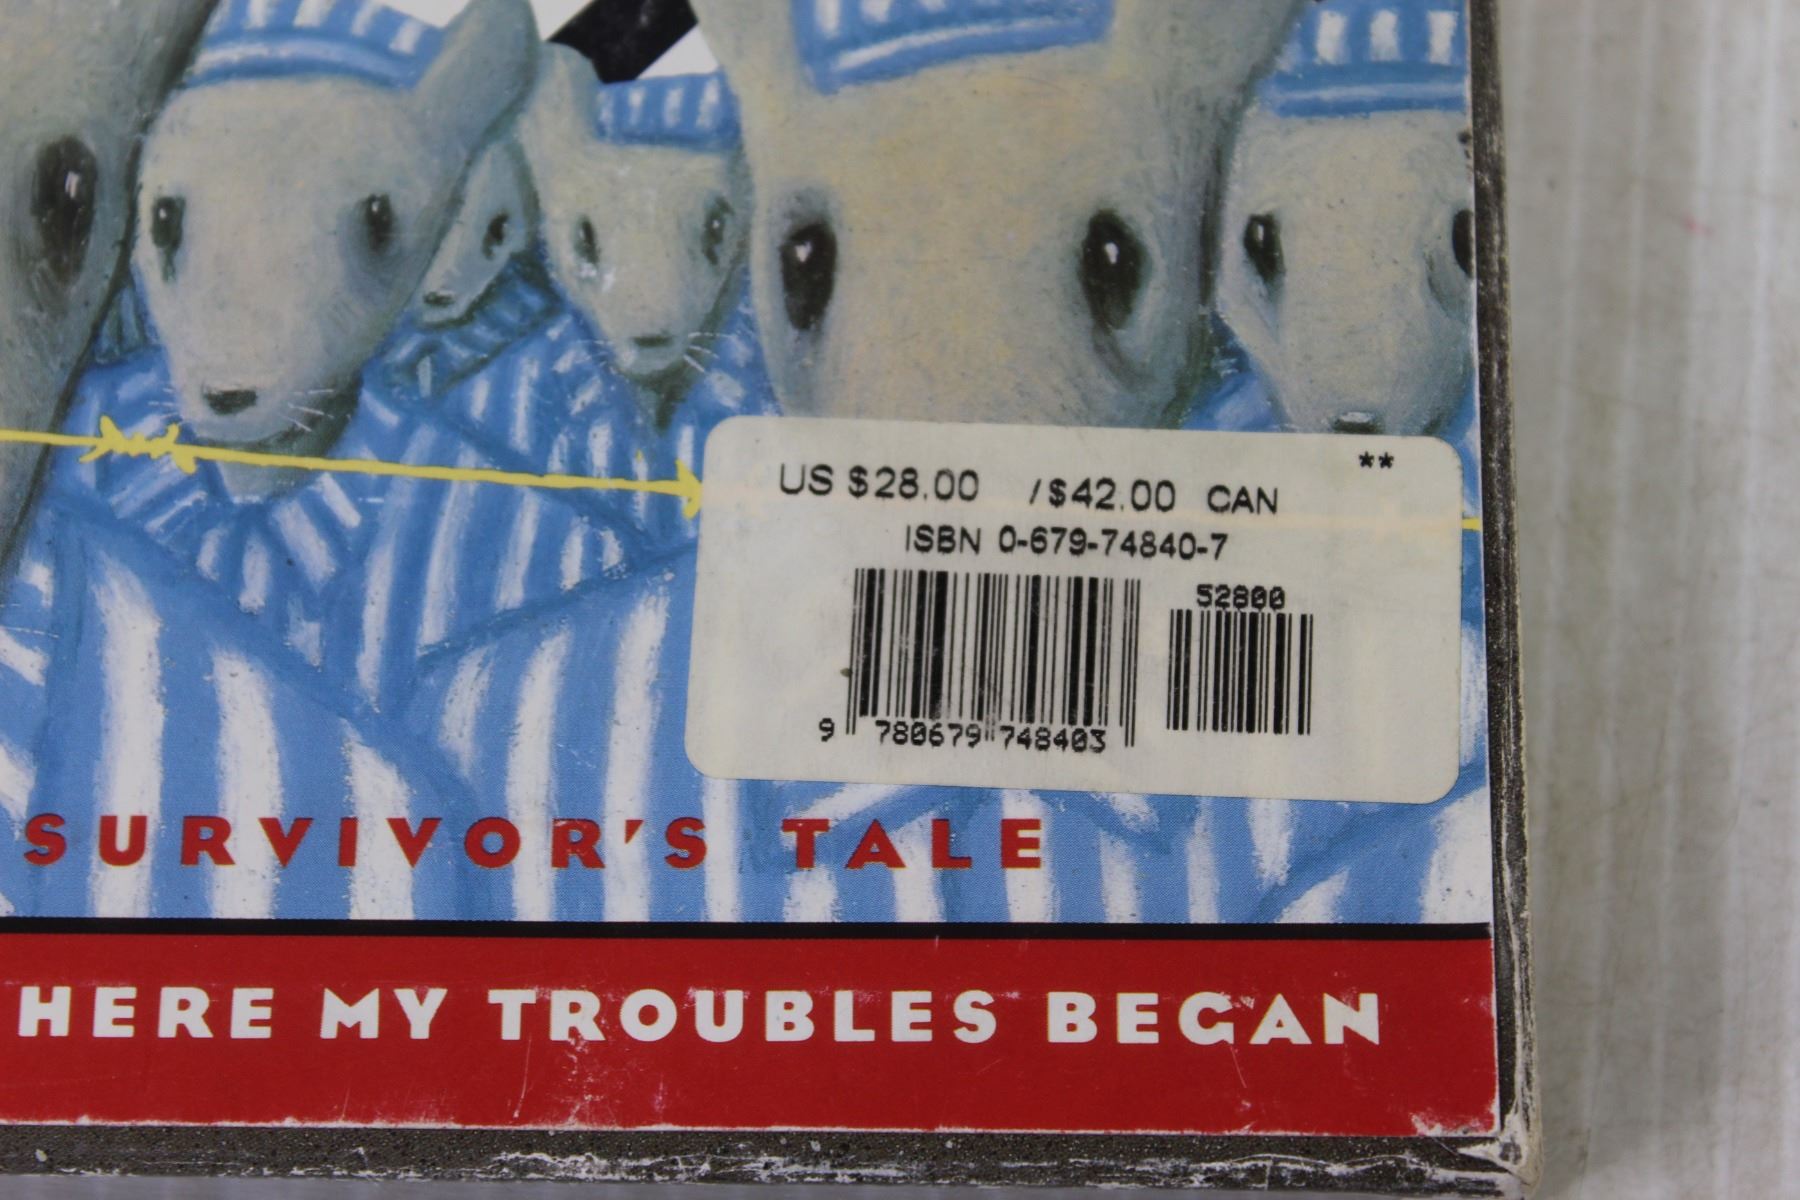 **
US $28.00 /$42.00 CAN
ISBN 0-679-74840-7
52800
9 780679 748403
SURVIVOR'S TALE
HERE MY TROUBLES BEGAN